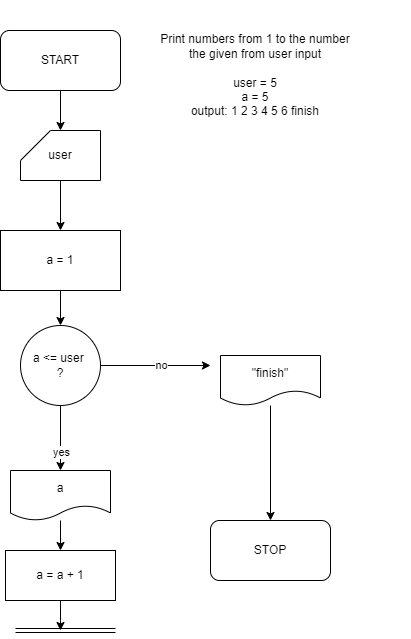 START
Print numbers from 1 to the number
the given from user input
user = 5
a = 5
output: 1 2 3 4 5 6 finish
user
a = 1
a <= user
?
no
"finish"
yes
a
a = a + 1
STOP